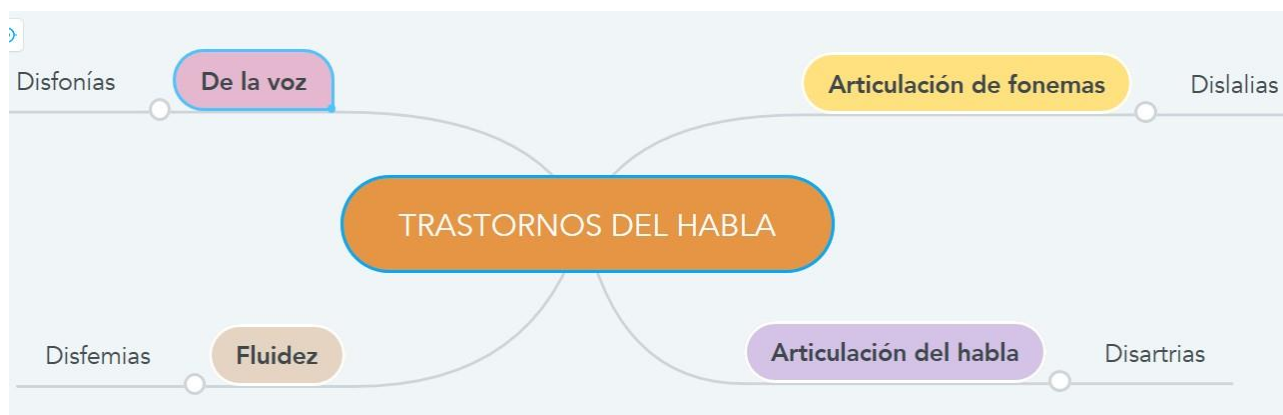 Disfonías
De la voz
Articulación de fonemas
Dislalias
TRASTORNOS DEL HABLA
Disfemias
Fluidez
Articulación del habla
Disartrias